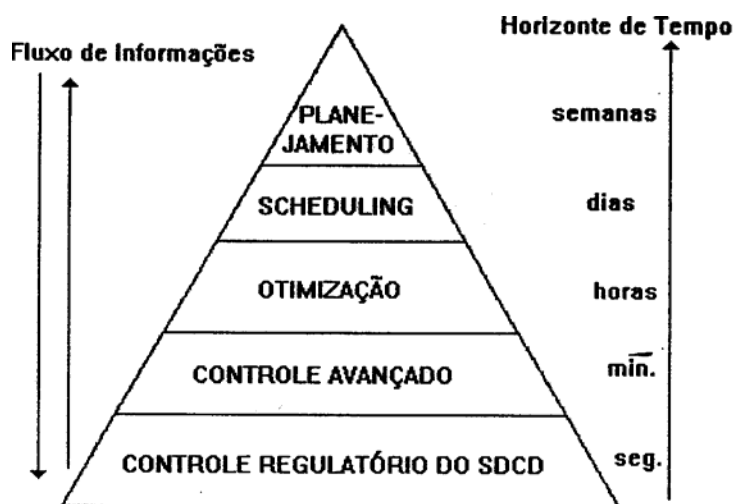 Horizonte de Tempo
Fluxo de Informações
PLANE-
JAMENTO
semanas
SCHEDULING
dias
OTIMIZAÇÃO
horas
CONTROLE AVANÇADO
min.
CONTROLE REGULATÓRIO DO SDCD
seg.